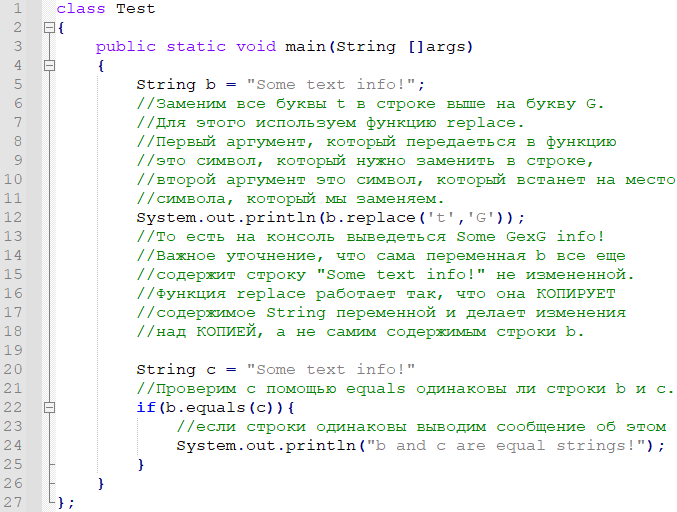 1 class Test
2 {
3 public static void main(String []args)
4 {
5 String b = "Some text info!";
6 //Заменим все буквы t в строке выше на букву G.
7 //Для этого используем функцию replace.
8 //Первый аргумент, который передаеться в функцию
9 //это символ, который нужно заменить в строке,
10 //второй аргумент это символ, который встанет на место
11 //символа, который мы заменяем.
12 System.out.println(b.replace('t','G'));
13 //То есть на консоль выведеться Some GexG info!
14 //Важное уточнение, что сама переменная b все еще
15 //содержит строку "Some text info!" не измененной.
16 //Функция replace работает так, что она КОПИРУЕТ
17 //содержимое String переменной и делает изменения
18 //над КОПИЕЙ, а не самим содержимым строки b.
19
20 String c = "Some text info!"
21 //Проверим с помощью equals одинаковы ли строки b и c.
22 if(b.equals(c)){
23 //если строки одинаковы выводим сообщение об этом
24 System.out.println("b and c are equal strings!");
25 }
26 }
27 };